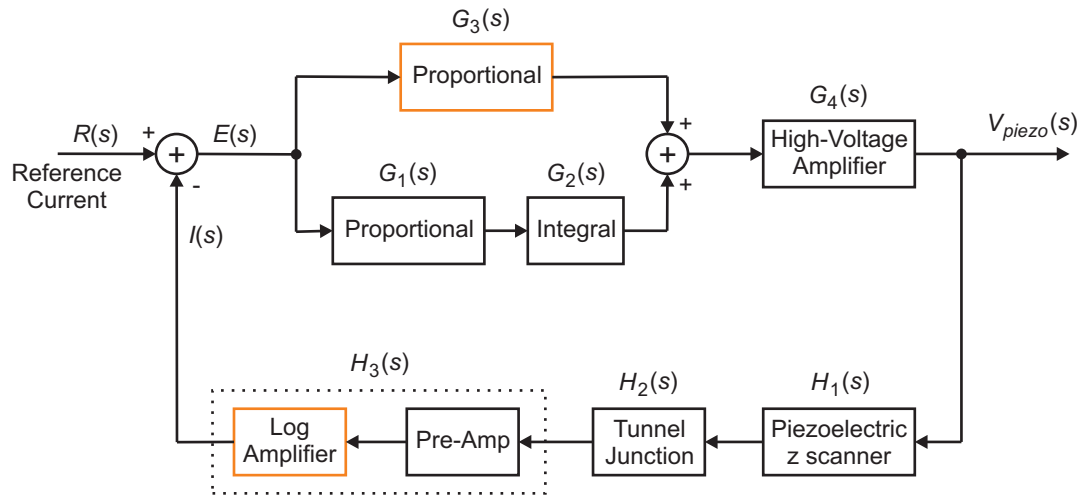 G3(s)
Proportional
G4(s)
R(s)
+
+
E(s)
+
+
High-Voltage
Amplifier
Vpiezo(s)
Reference
Current
-
G1(s)
G2(s)
+
I(s)
Proportional
Integral
H3(s)
H2(s)
H1(s)
Log
Amplifier
Pre-Amp
Tunnel
Junction
Piezoelectric
z scanner